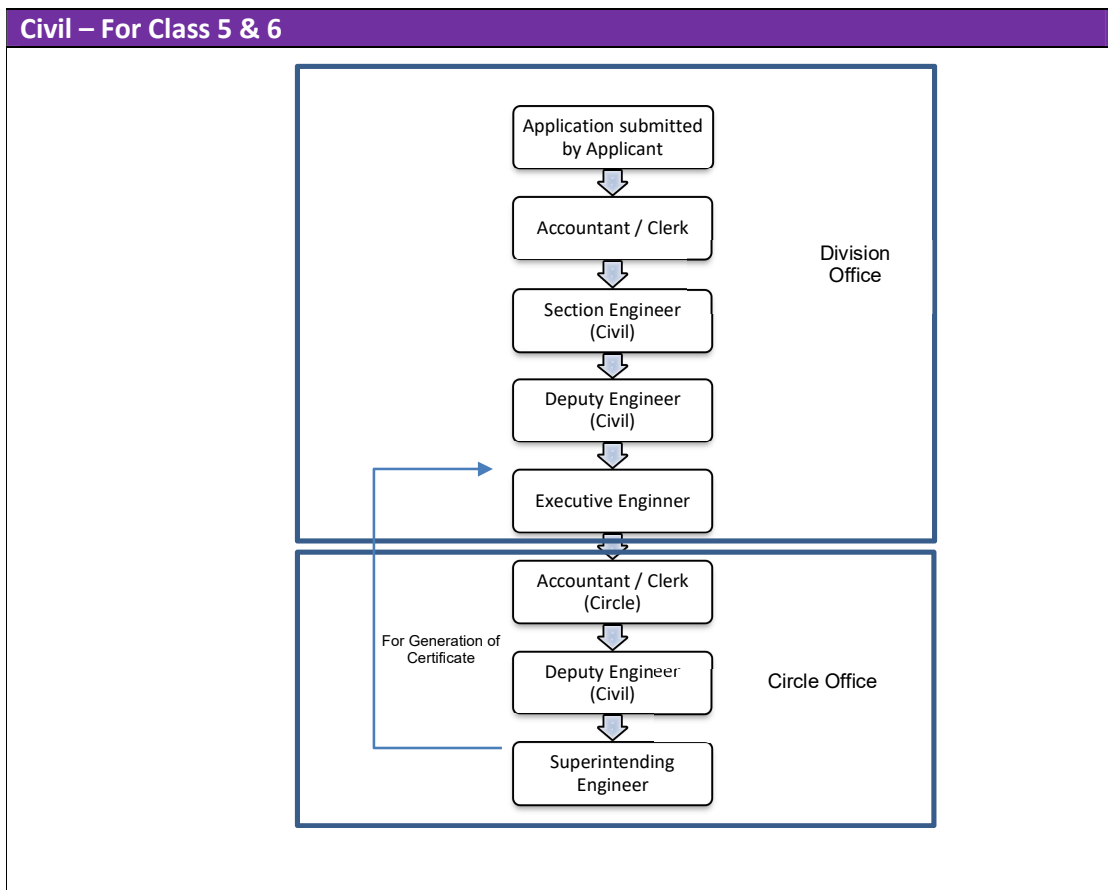 Civil – For Class 5 & 6
Application submitted
by Applicant
Accountant / Clerk
Division
Office
Section Engineer
(Civil)
Deputy Engineer
(Civil)
Executive Enginner
Accountant / Clerk
(Circle)
For Generation of
Certificate
Deputy Engineer
(Civil)
Circle Office
Superintending
Engineer